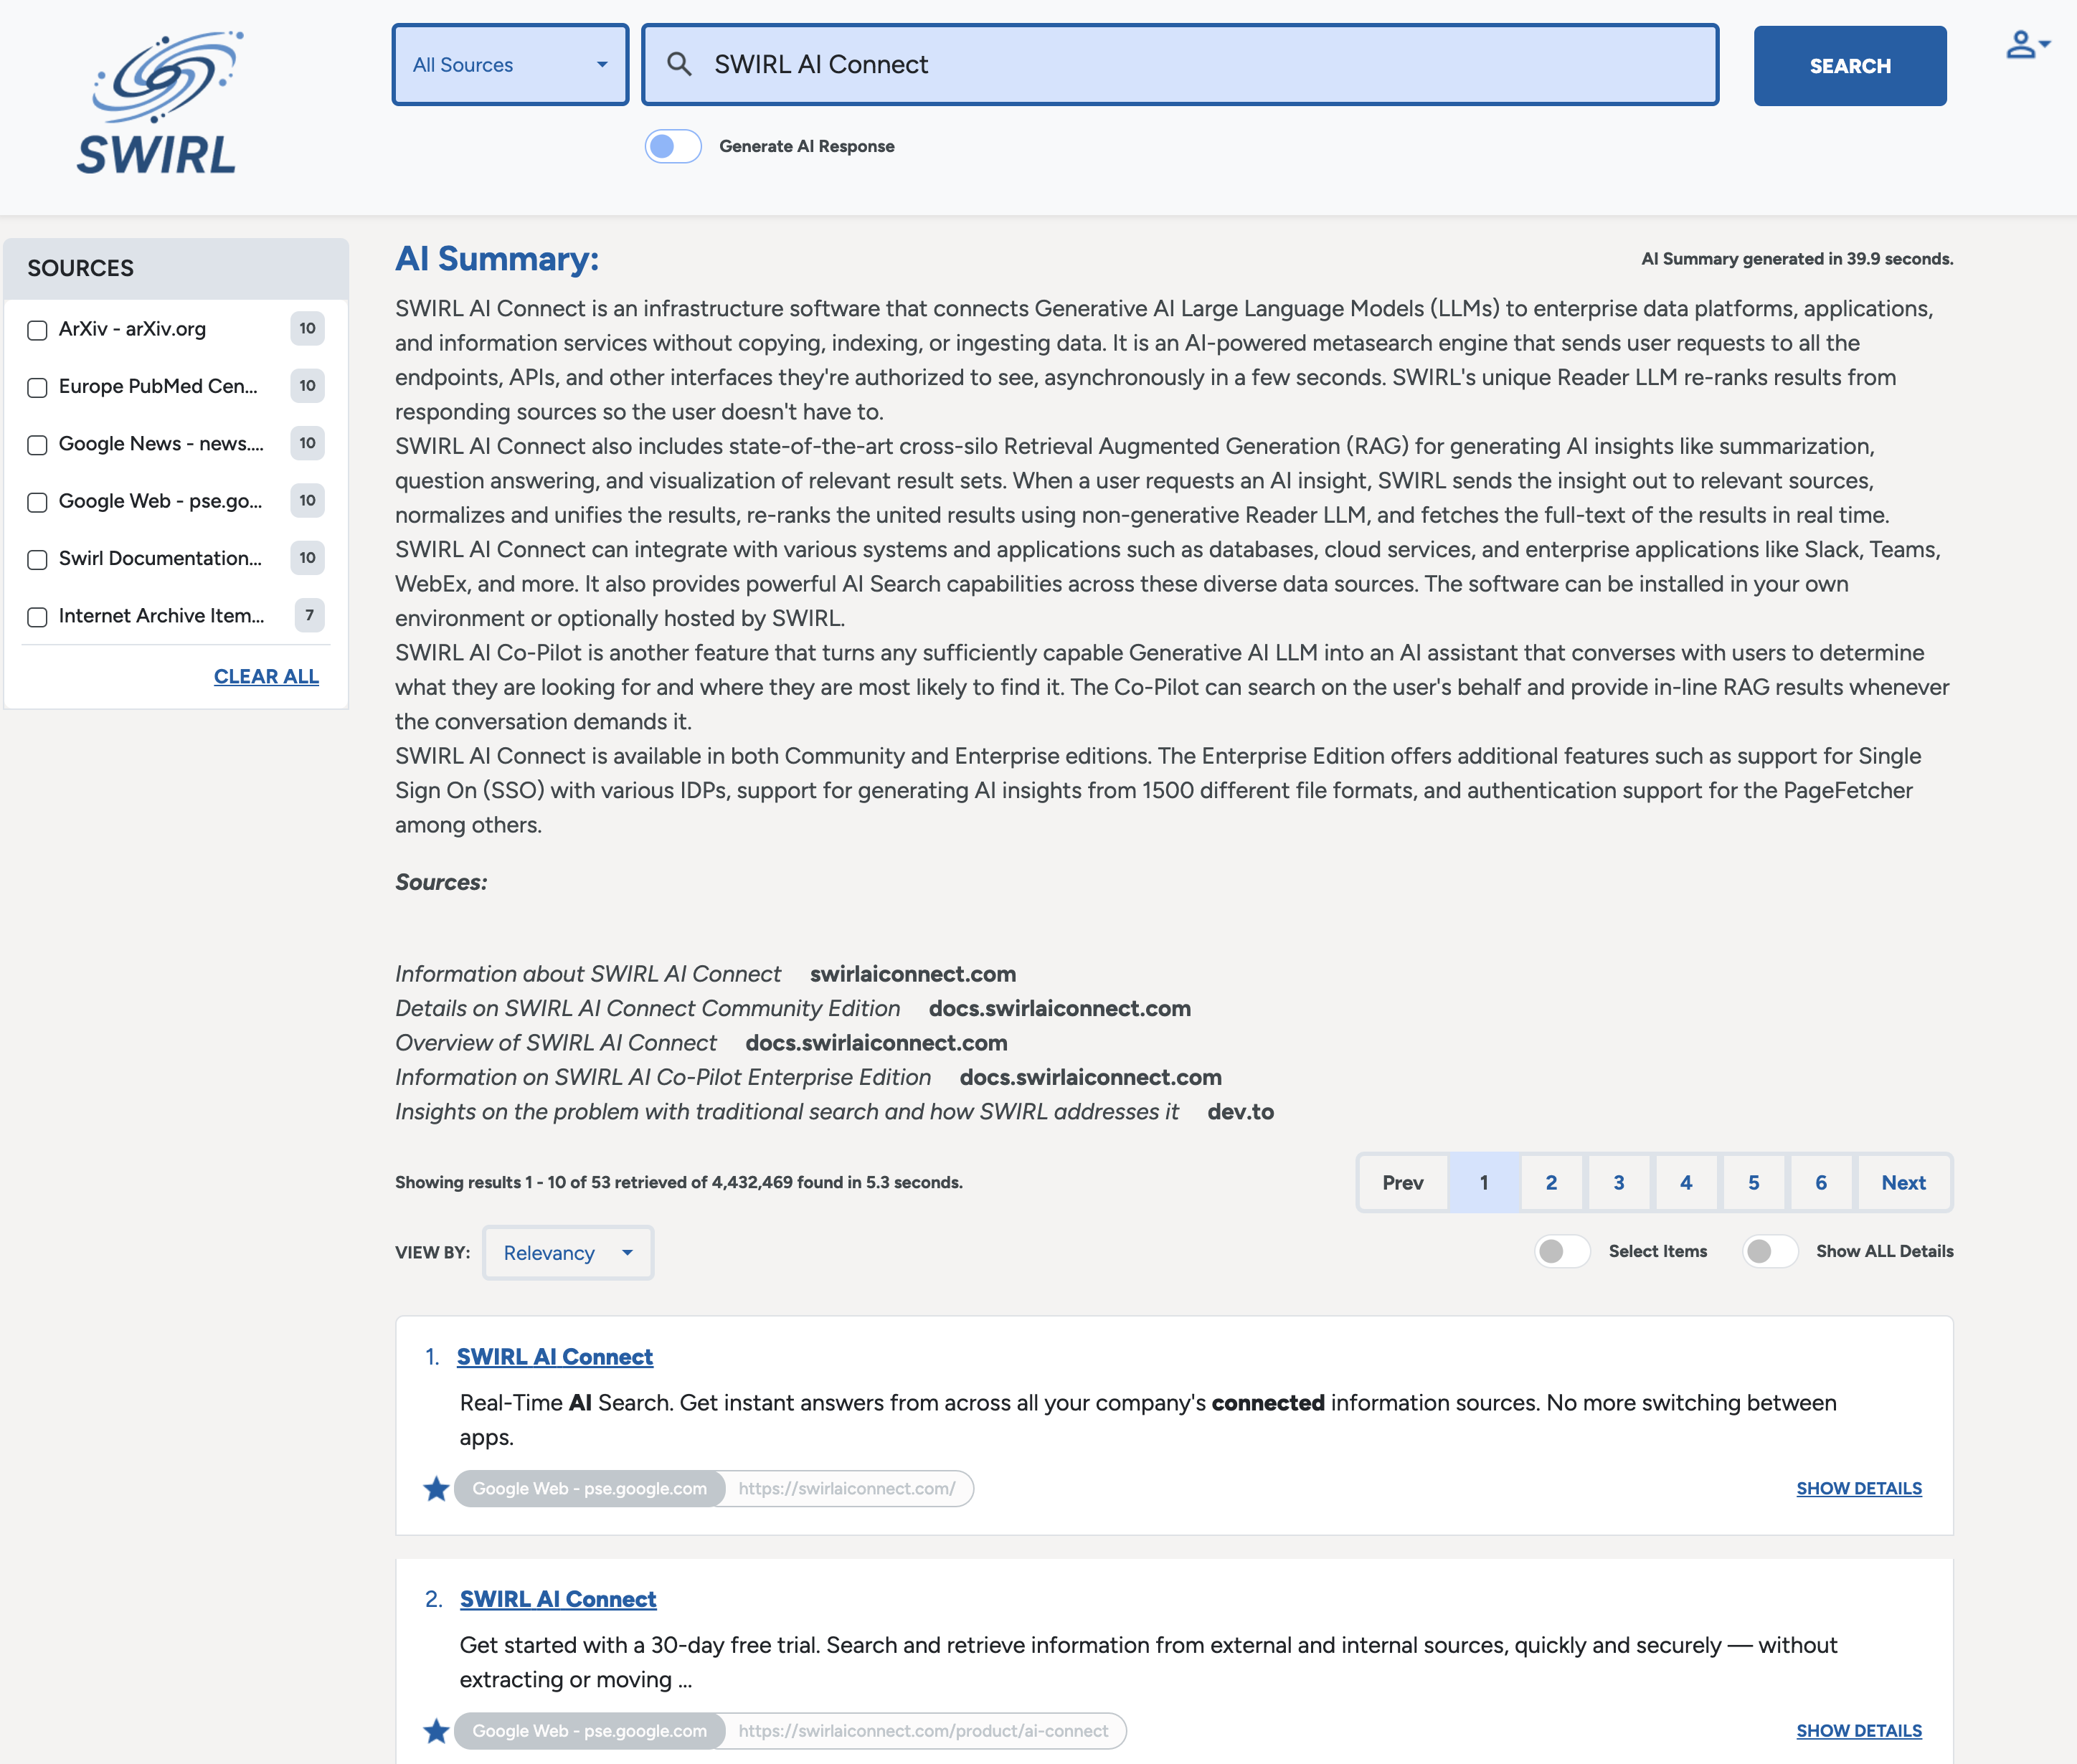 SWIRL
All Sources
SWIRL AI Connect
SEARCH
Generate AI Response
SOURCES
ArXiv - arXiv.org 10
Europe PubMed Cen... 10
Google News - news.... 10
Google Web - pse.go... 10
Swirl Documentation... 10
Internet Archive Item... 7
CLEAR ALL
AI Summary:
AI Summary generated in 39.9 seconds.
SWIRL AI Connect is an infrastructure software that connects Generative AI Large Language Models (LLMs) to enterprise data platforms, applications,
and information services without copying, indexing, or ingesting data. It is an AI-powered metasearch engine that sends user requests to all the
endpoints, APIs, and other interfaces they're authorized to see, asynchronously in a few seconds. SWIRL's unique Reader LLM re-ranks results from
responding sources so the user doesn't have to.
SWIRL AI Connect also includes state-of-the-art cross-silo Retrieval Augmented Generation (RAG) for generating AI insights like summarization,
question answering, and visualization of relevant result sets. When a user requests an AI insight, SWIRL sends the insight out to relevant sources,
normalizes and unifies the results, re-ranks the united results using non-generative Reader LLM, and fetches the full-text of the results in real time.
SWIRL AI Connect can integrate with various systems and applications such as databases, cloud services, and enterprise applications like Slack, Teams,
WebEx, and more. It also provides powerful AI Search capabilities across these diverse data sources. The software can be installed in your own
environment or optionally hosted by SWIRL.
SWIRL AI Co-Pilot is another feature that turns any sufficiently capable Generative AI LLM into an AI assistant that converses with users to determine
what they are looking for and where they are most likely to find it. The Co-Pilot can search on the user's behalf and provide in-line RAG results whenever
the conversation demands it.
SWIRL AI Connect is available in both Community and Enterprise editions. The Enterprise Edition offers additional features such as support for Single
Sign On (SSO) with various IDPs, support for generating AI insights from 1500 different file formats, and authentication support for the PageFetcher
among others.
Sources:
Information about SWIRL AI Connect swirlaiconnect.com
Details on SWIRL AI Connect Community Edition docs.swirlaiconnect.com
Overview of SWIRL AI Connect docs.swirlaiconnect.com
Information on SWIRL AI Co-Pilot Enterprise Edition docs.swirlaiconnect.com
Insights on the problem with traditional search and how SWIRL addresses it dev.to
Showing results 1 - 10 of 53 retrieved of 4,432,469 found in 5.3 seconds.
Prev 1 2 3 4 5 6 Next
VIEW BY: Relevancy
Select Items Show ALL Details
1. SWIRL AI Connect
Real-Time AI Search. Get instant answers from across all your company's connected information sources. No more switching between
apps.
Google Web - pse.google.com https://swirlaiconnect.com/ SHOW DETAILS
2. SWIRL AI Connect
Get started with a 30-day free trial. Search and retrieve information from external and internal sources, quickly and securely — without
extracting or moving ...
Google Web - pse.google.com https://swirlaiconnect.com/product/ai-connect SHOW DETAILS